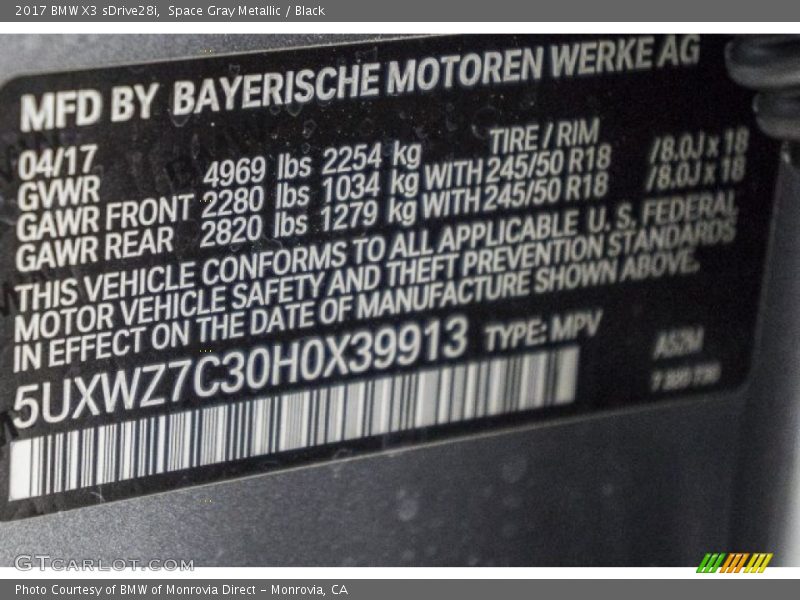 2017 BMW X3 sDrive28i, Space Gray Metallic / Black
MFD BY BAYERISCHE MOTOREN WERKE AG
04/17 TIRE / RIM
GVWR 4969 lbs 2254 kg
GAWR FRONT 2280 lbs 1034 kg WITH 245/50 R18 /8.0J x 18
GAWR REAR 2820 lbs 1279 kg WITH 245/50 R18 /8.0J x 18
THIS VEHICLE CONFORMS TO ALL APPLICABLE U. S. FEDERAL
MOTOR VEHICLE SAFETY AND THEFT PREVENTION STANDARDS
IN EFFECT ON THE DATE OF MANUFACTURE SHOWN ABOVE.
5UXWZ7C30H0X39913 TYPE: MPV
GTCARLOT.COM
Photo Courtesy of BMW of Monrovia Direct - Monrovia, CA